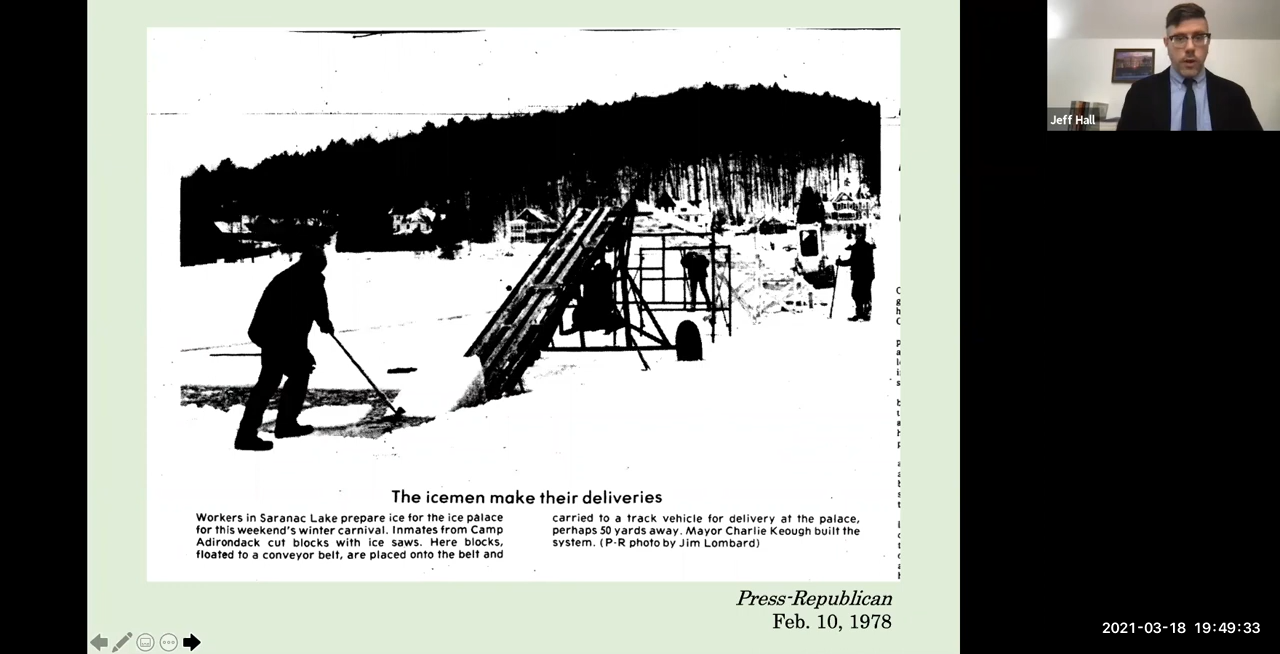 Jeff Hall
The icemen make their deliveries
Workers in Saranac Lake prepare ice for the ice palace
for this weekend's winter carnival. Inmates from Camp
Adirondack cut blocks with ice saws. Here blocks,
floated to a conveyor belt, are placed onto the belt and
carried to a track vehicle for delivery at the palace,
perhaps 50 yards away. Mayor Charlie Keough built the
system. (P-R photo by Jim Lombard)
Press-Republican
Feb. 10, 1978
2021-03-18 19:49:33